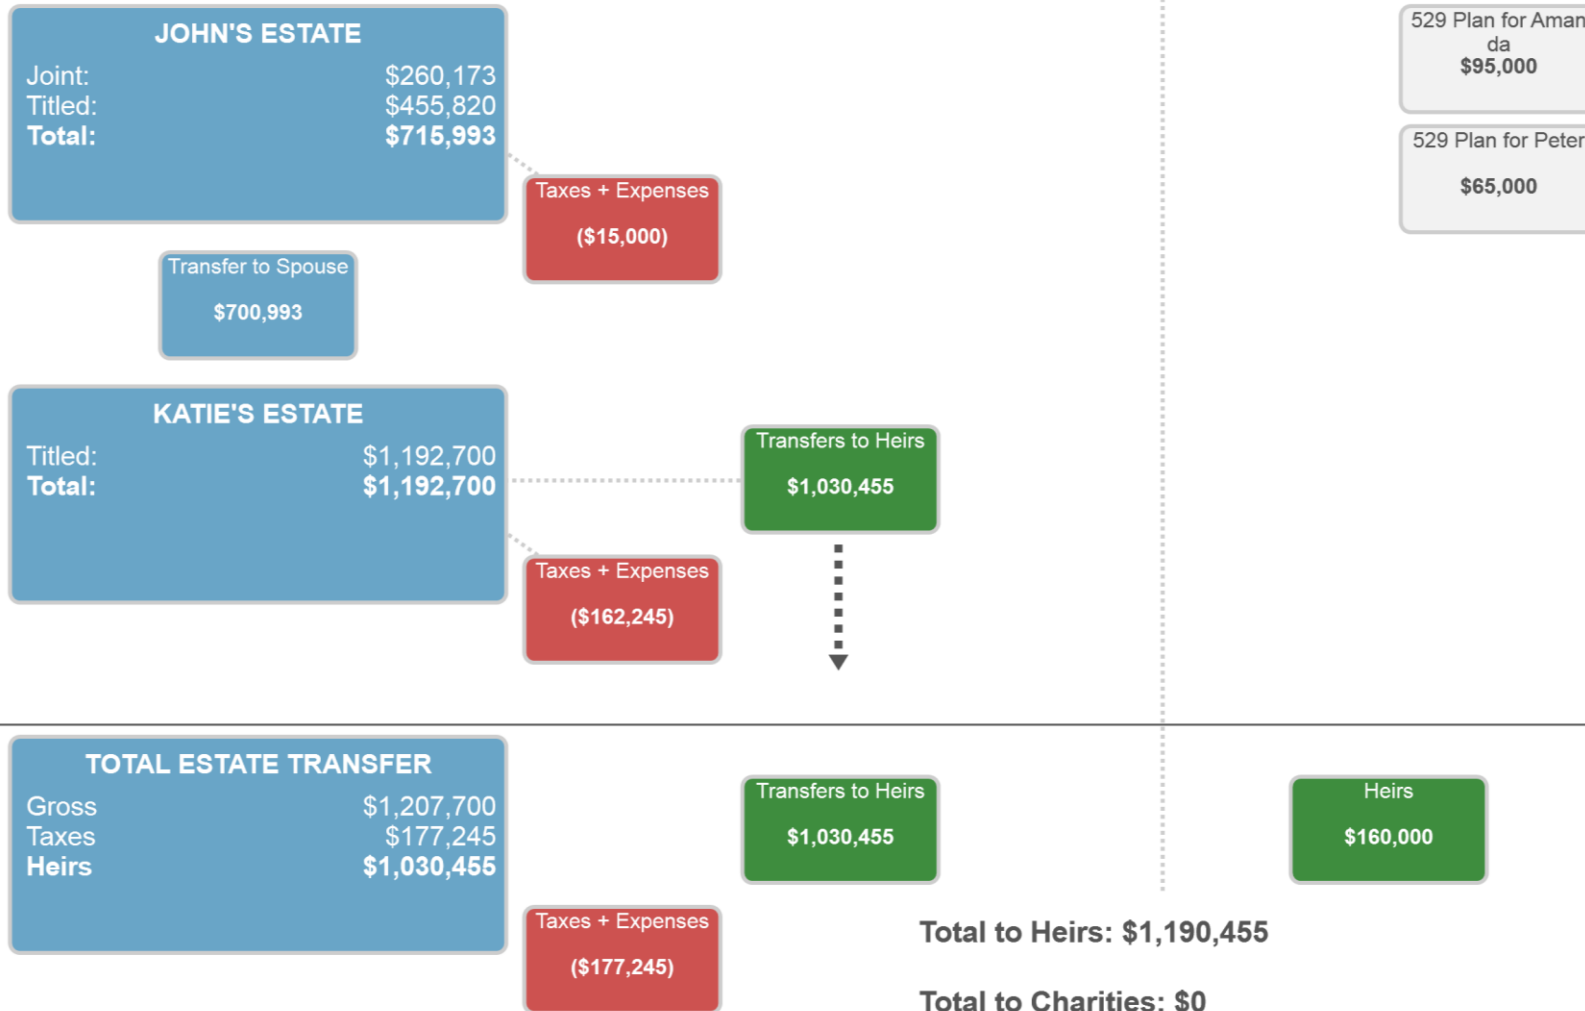 JOHN'S ESTATE
Joint: $260,173
Titled: $455,820
Total: $715,993
Taxes + Expenses
($15,000)
Transfer to Spouse
$700,993
529 Plan for Aman
da
$95,000
529 Plan for Peter
$65,000
KATIE'S ESTATE
Titled: $1,192,700
Total: $1,192,700
Transfers to Heirs
$1,030,455
Taxes + Expenses
($162,245)
TOTAL ESTATE TRANSFER
Gross $1,207,700
Taxes $177,245
Heirs $1,030,455
Transfers to Heirs
$1,030,455
Heirs
$160,000
Taxes + Expenses
($177,245)
Total to Heirs: $1,190,455
Total to Charities: $0